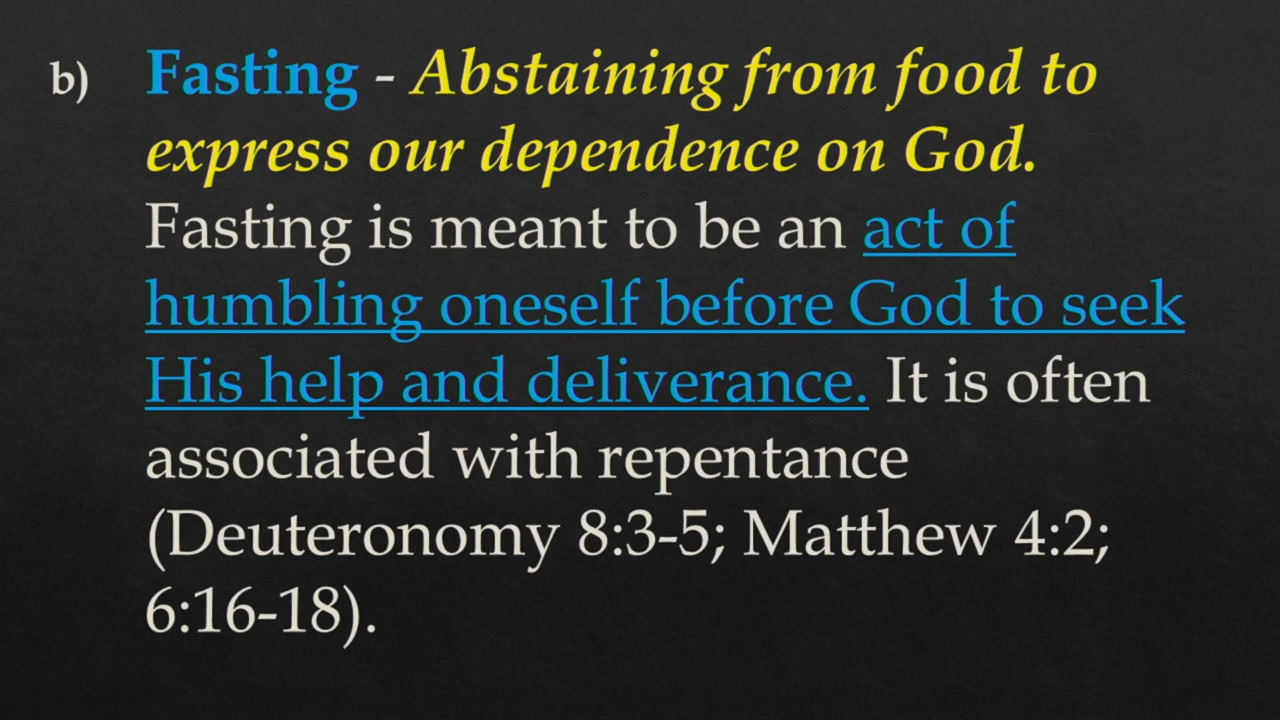 b) Fasting - Abstaining from food to
express our dependence on God.
Fasting is meant to be an act of
humbling oneself before God to seek
His help and deliverance. It is often
associated with repentance
(Deuteronomy 8:3-5; Matthew 4:2;
6:16-18).